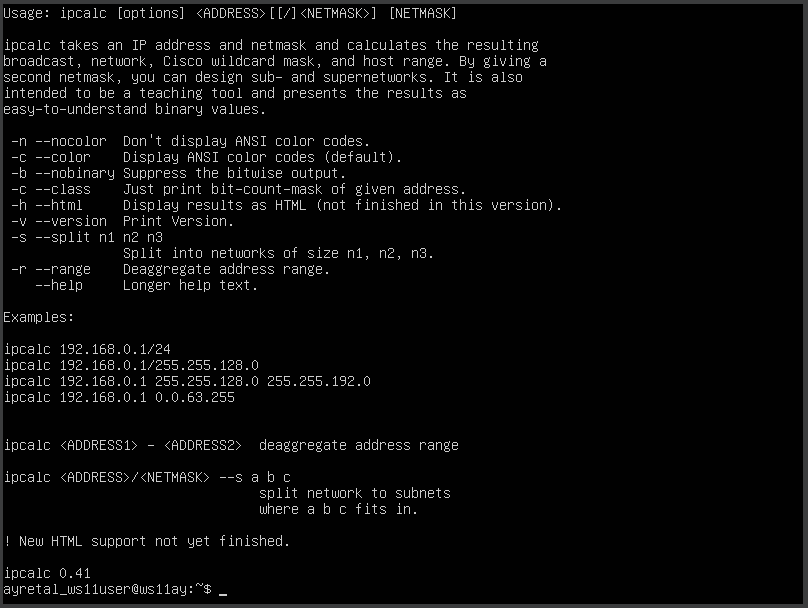 Usage: ipcalc [options] <ADDRESS>[[/]<NETMASK>] [NETMASK]
ipcalc takes an IP address and netmask and calculates the resulting
broadcast, network, Cisco wildcard mask, and host range. By giving a
second netmask, you can design sub- and supernetworks. It is also
intended to be a teaching tool and presents the results as
easy-to-understand binary values.
-n --nocolor Don't display ANSI color codes.
-c --color Display ANSI color codes (default).
-b --nobinary Suppress the bitwise output.
-c --class Just print bit-count-mask of given address.
-h --html Display results as HTML (not finished in this version).
-v --version Print Version.
-s --split n1 n2 n3
Split into networks of size n1, n2, n3.
-r --range Deaggregate address range.
--help Longer help text.
Examples:
ipcalc 192.168.0.1/24
ipcalc 192.168.0.1/255.255.128.0
ipcalc 192.168.0.1 255.255.128.0 255.255.192.0
ipcalc 192.168.0.1 0.0.63.255
ipcalc <ADDRESS1> - <ADDRESS2> deaggregate address range
ipcalc <ADDRESS>/<NETMASK> --s a b c
split network to subnets
where a b c fits in.
! New HTML support not yet finished.
ipcalc 0.41
ayretal_ws11user@ws11ay:~$ _